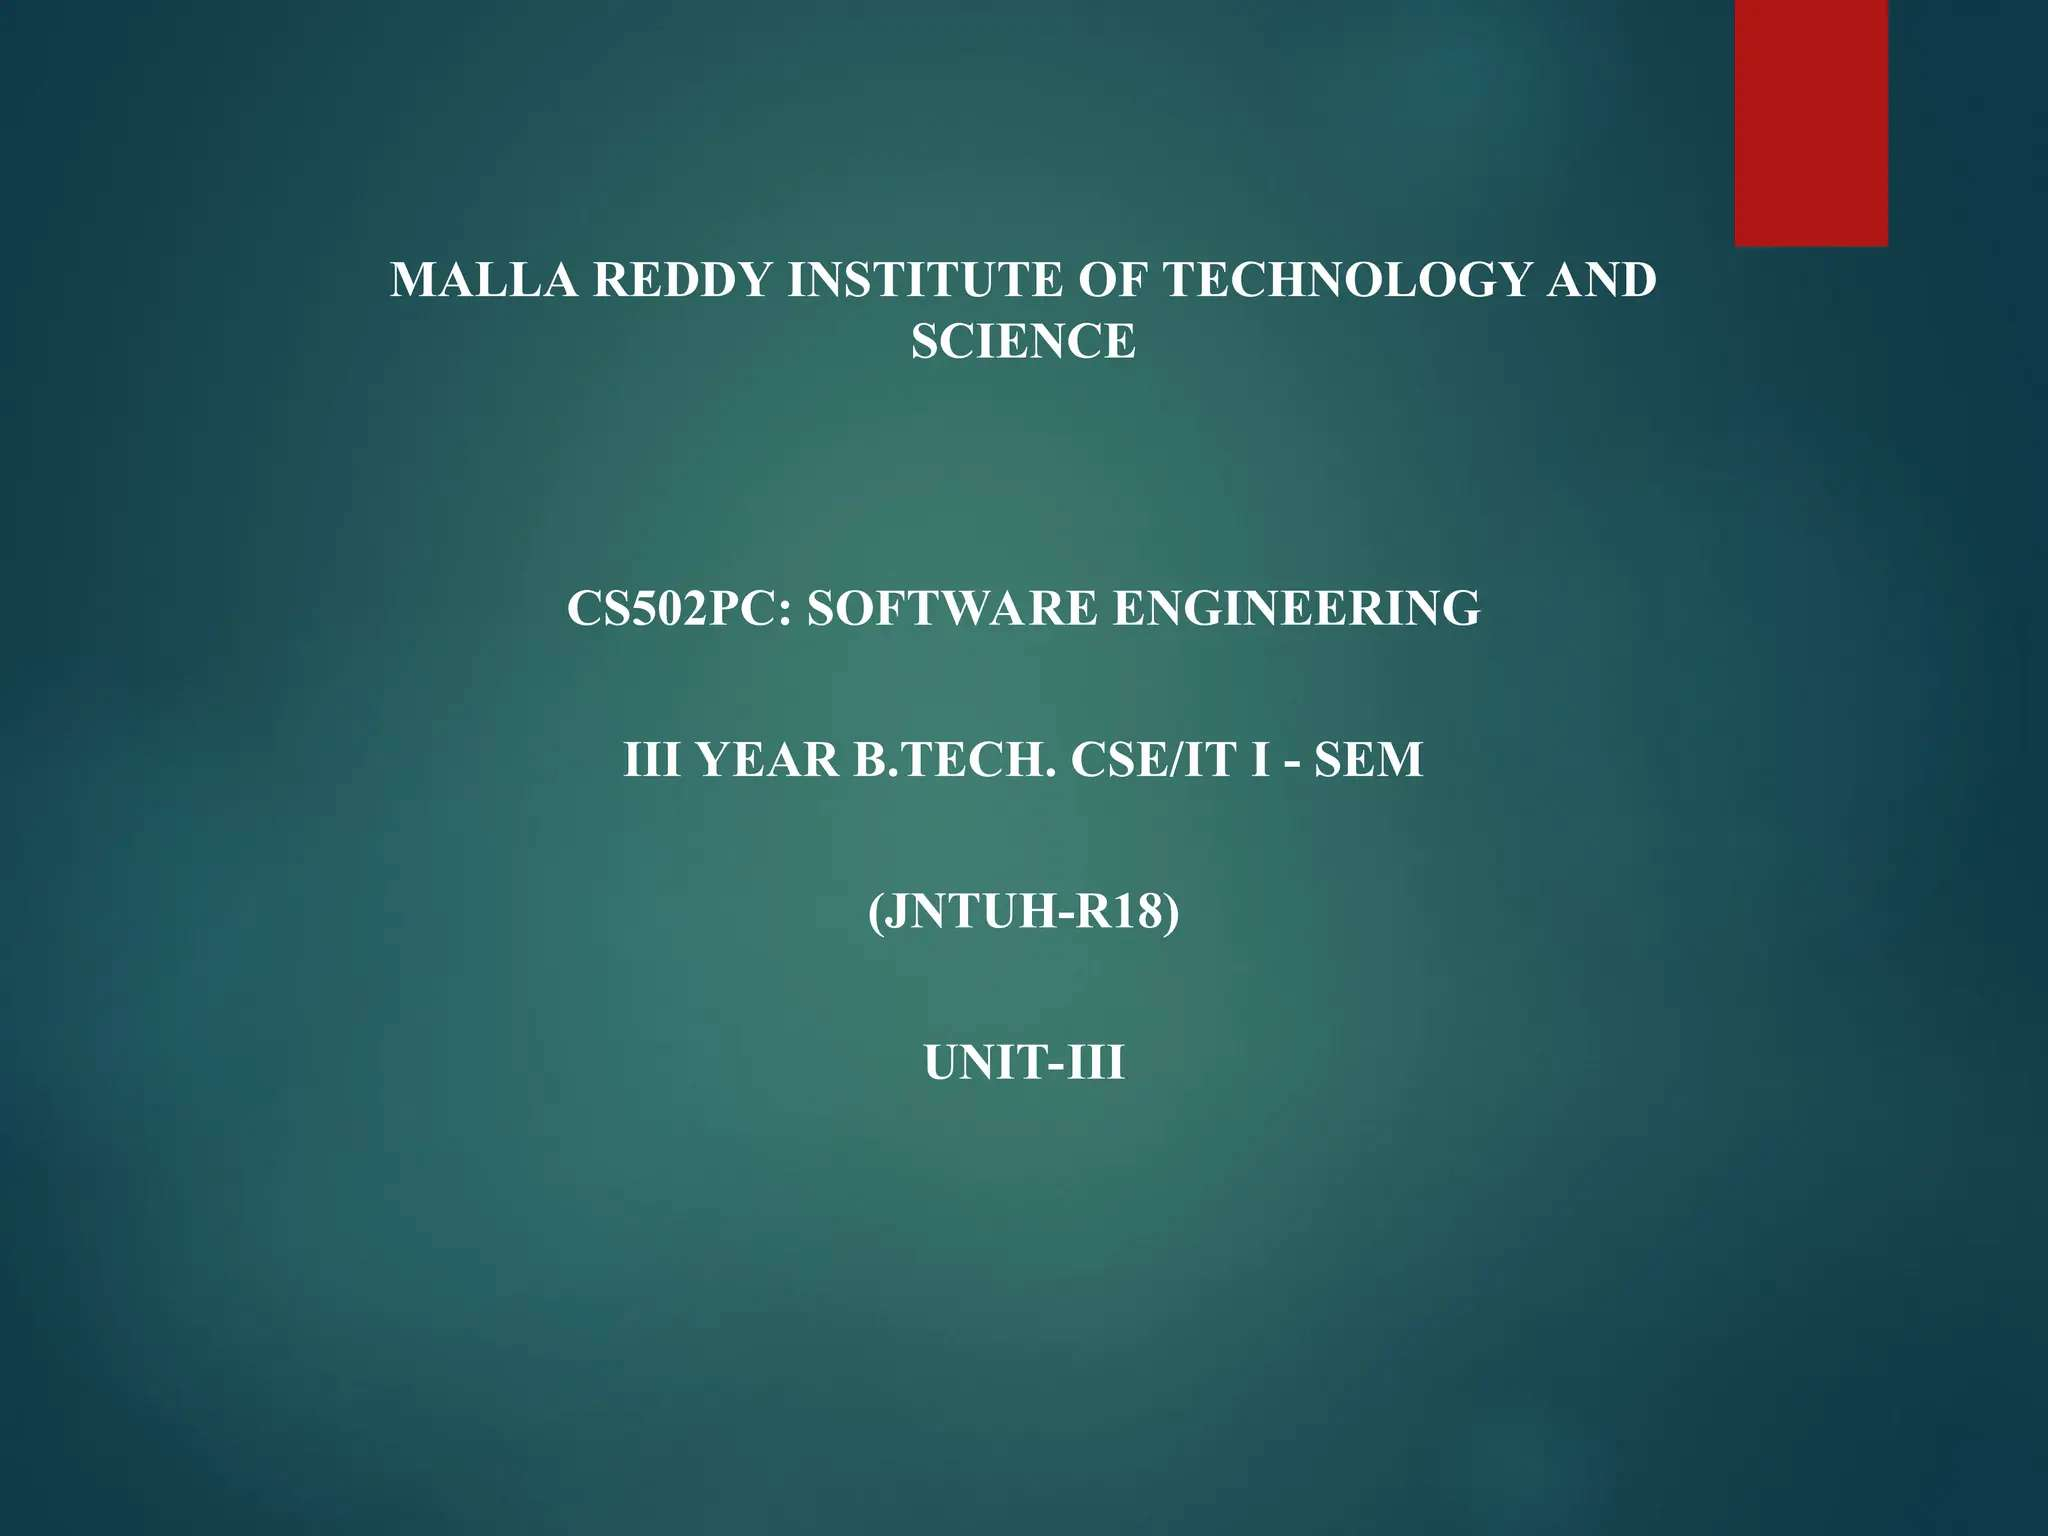 MALLA REDDY INSTITUTE OF TECHNOLOGY AND
SCIENCE
CS502PC: SOFTWARE ENGINEERING
III YEAR B.TECH. CSE/IT I - SEM
(JNTUH-R18)
UNIT-III